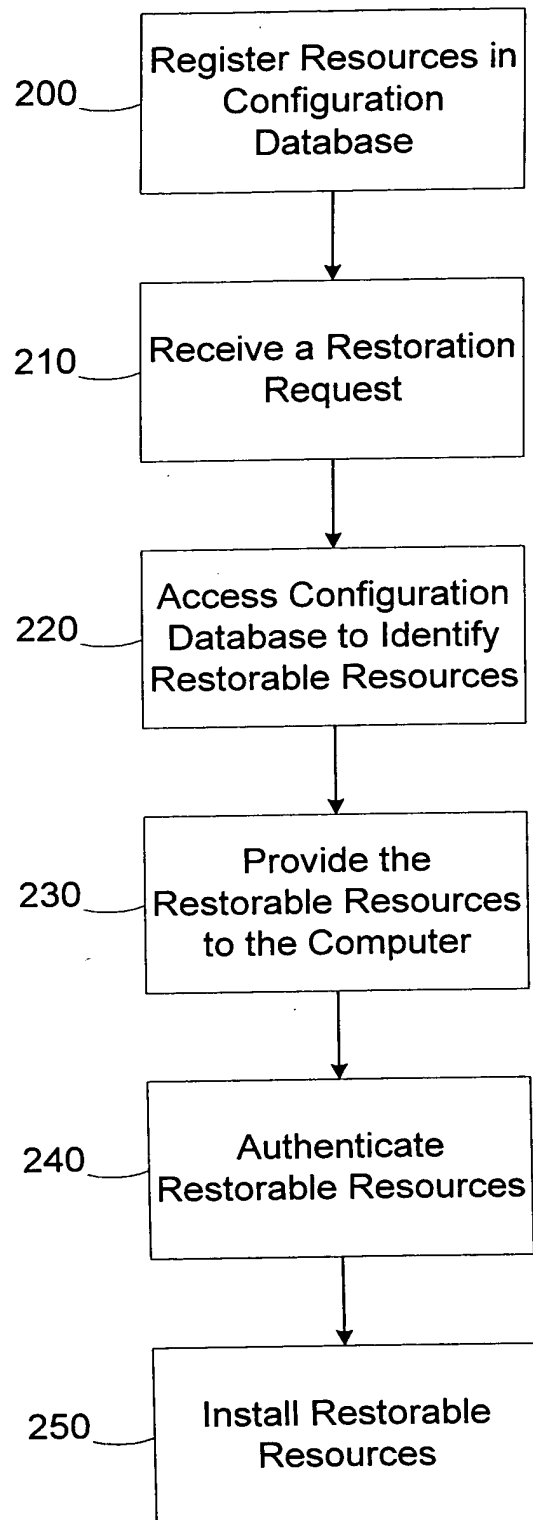 Register Resources in
200
Configuration
Database
210
Receive a Restoration
Request
Access Configuration
220
Database to Identify
Restorable Resources
Provide the
230
Restorable Resources
to the Computer
240
Authenticate
Restorable Resources
250
Install Restorable
Resources